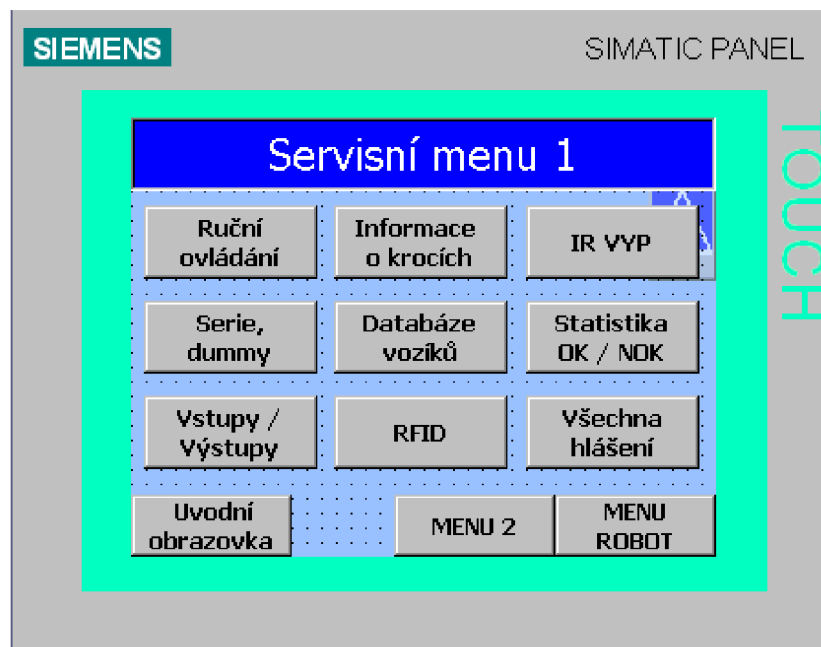 SIEMENS
SIMATIC PANEL
TOUCH
Servisní menu 1
Ruční
ovládání
Informace
o krocích
IR VYP
Serie,
dummy
Databáze
vozíků
Statistika
OK / NOK
Vstupy /
Výstupy
RFID
Všechna
hlášení
Uvodní
obrazovka
MENU 2
MENU
ROBOT